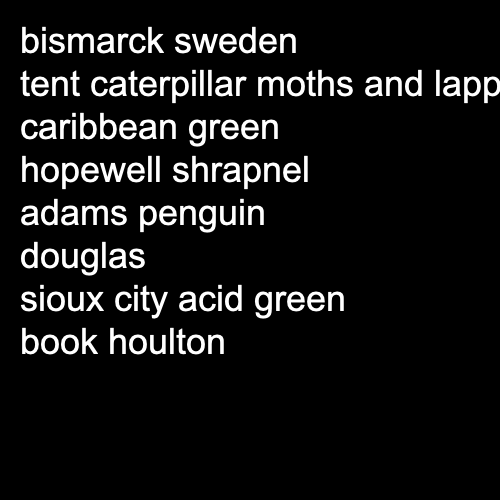 bismarck sweden
tent caterpillar moths and lapp
caribbean green
hopewell shrapnel
adams penguin
douglas
sioux city acid green
book houlton